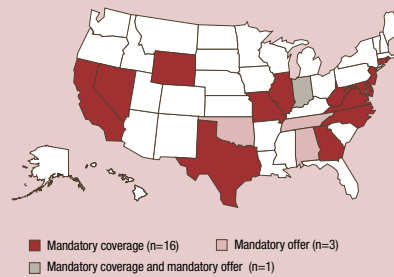 Mandatory coverage (n=16) Mandatory offer (n=3)
Mandatory coverage and mandatory offer (n=1)